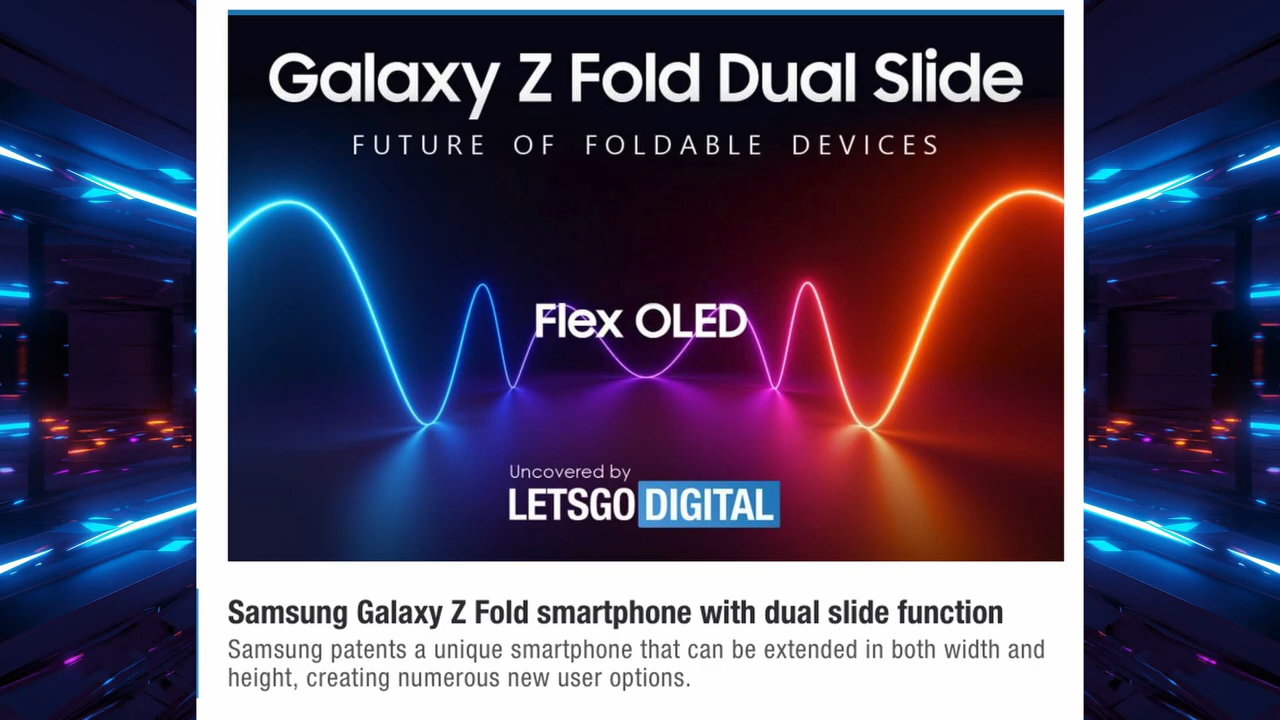 Galaxy Z Fold Dual Slide
FUTURE OF FOLDABLE DEVICES
Flex OLED
Uncovered by
LETSGODIGITAL
Samsung Galaxy Z Fold smartphone with dual slide function
Samsung patents a unique smartphone that can be extended in both width and
height, creating numerous new user options.